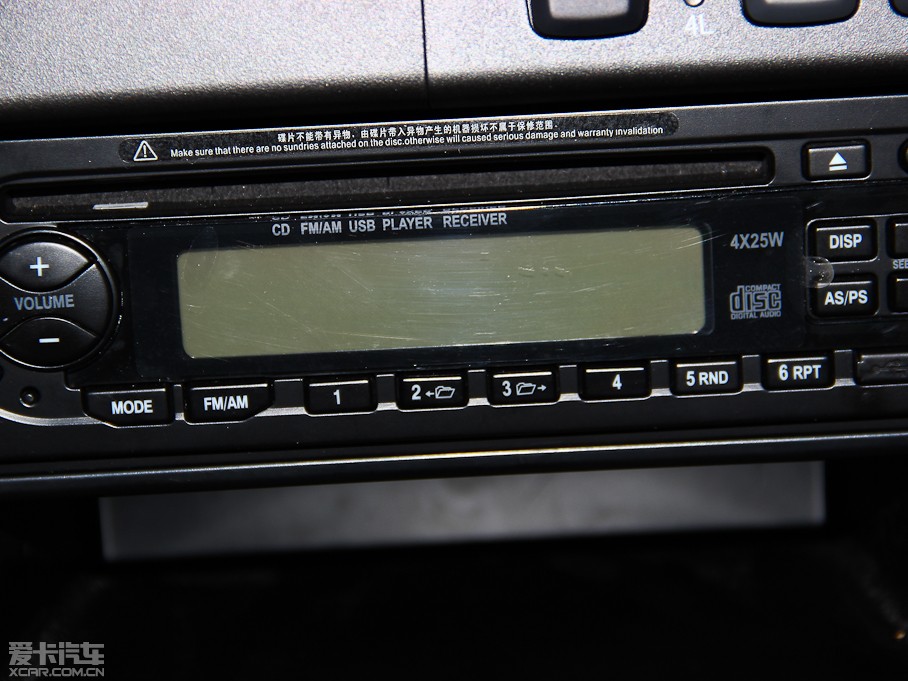 4L
碟片不能带有异物，由碟片带入异物产生的机器损坏不属于保修范围.
Make sure that there are no sundries attached on the disc.otherwise will caused serious damage and warranty invalidation
CD FM/AM USB PLAYER RECEIVER
4X25W
DISP
+
VOLUME
−
COMPACT
disc
DIGITAL AUDIO
AS/PS
MODE
FM/AM
1
2
3
4
5 RND
6 RPT
爱卡汽车
XCAR.COM.CN